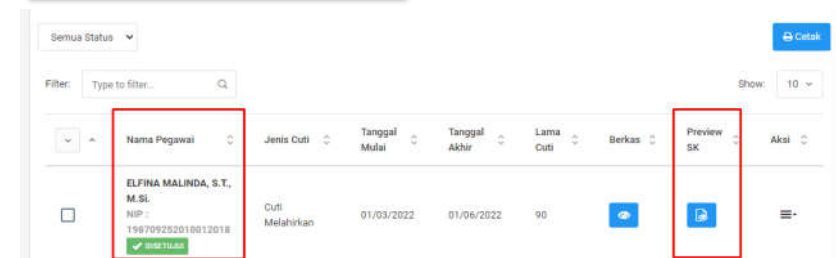 Semua Status
Cetak
Filter: Type to filter... Show: 10
Nama Pegawai Jenis Cuti Tanggal Mulai Tanggal Akhir Lama Cuti Berkas Preview SK Aksi
ELFINA MALINDA, S.T.,
M.Si.
NIP :
198709252010012018
DISETUJUI
Cuti
Melahirkan
01/03/2022 01/06/2022 90